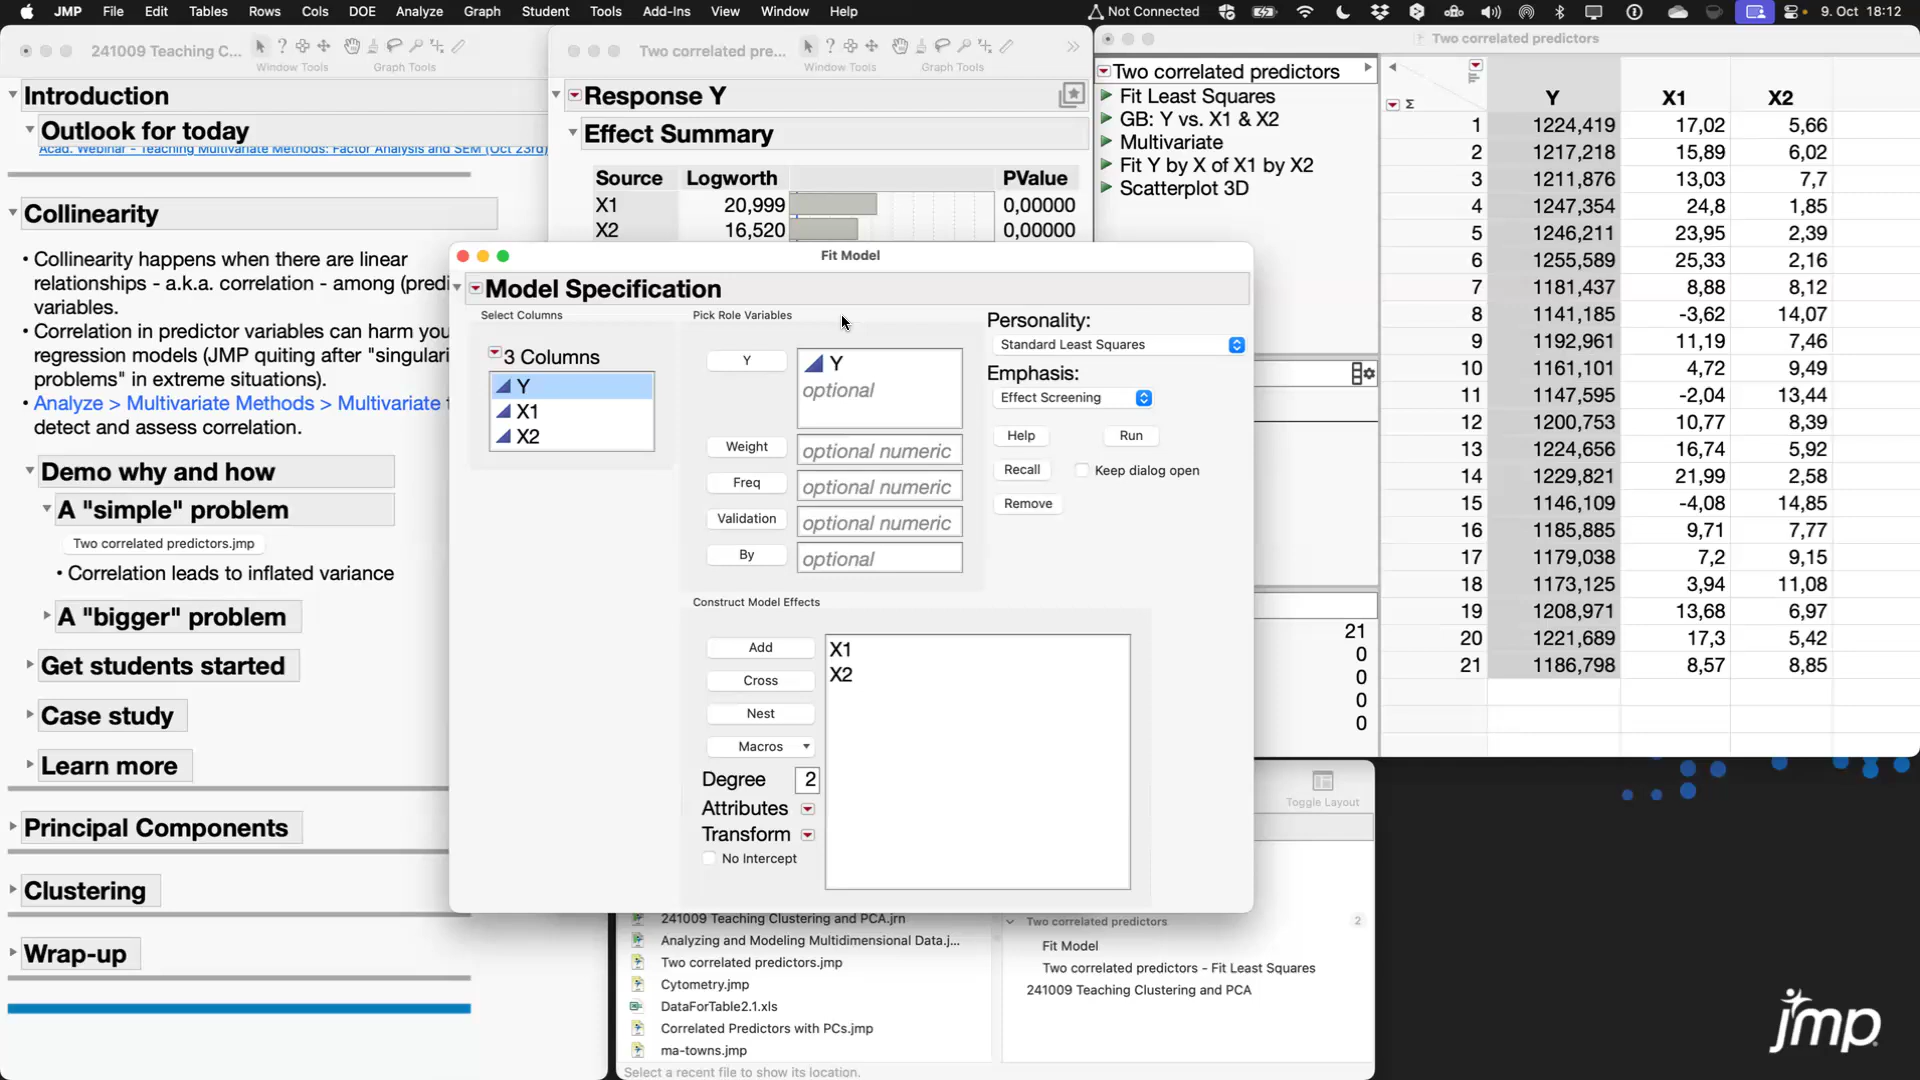 JMP File Edit Tables Rows Cols DOE Analyze Graph Student Tools Add-Ins View Window Help
Not Connected
9. Oct 18:12
241009 Teaching C...
Window Tools
Graph Tools
Introduction
Outlook for today
Acad. Webinar - Teaching Multivariate Methods: Factor Analysis and SEM (Oct 23rd)
Collinearity
• Collinearity happens when there are linear
relationships - a.k.a. correlation - among (pred
variables.
• Correlation in predictor variables can harm you
regression models (JMP quiting after "singulari
problems" in extreme situations).
• Analyze > Multivariate Methods > Multivariate
detect and assess correlation.
Demo why and how
A "simple" problem
Two correlated predictors.jmp
• Correlation leads to inflated variance
A "bigger" problem
Get students started
Case study
Learn more
Principal Components
Clustering
Wrap-up
Two correlated pre...
Window Tools
Graph Tools
Response Y
Effect Summary
Source Logworth PValue
X1 20,999 0,00000
X2 16,520 0,00000
Fit Model
Model Specification
Select Columns
3 Columns
Y
X1
X2
Pick Role Variables
Y
Y
optional
Weight
optional numeric
Freq
optional numeric
Validation
optional numeric
By
optional
Personality:
Standard Least Squares
Emphasis:
Effect Screening
Help
Run
Recall
Keep dialog open
Remove
Construct Model Effects
Add
Cross
Nest
Macros
Degree 2
Attributes
Transform
No Intercept
X1
X2
Two correlated predictors
Two correlated predictors
Fit Least Squares
GB: Y vs. X1 & X2
Multivariate
Fit Y by X of X1 by X2
Scatterplot 3D
21
0
0
0
0
Σ
Y X1 X2
1 1224,419 17,02 5,66
2 1217,218 15,89 6,02
3 1211,876 13,03 7,7
4 1247,354 24,8 1,85
5 1246,211 23,95 2,39
6 1255,589 25,33 2,16
7 1181,437 8,88 8,12
8 1141,185 -3,62 14,07
9 1192,961 11,19 7,46
10 1161,101 4,72 9,49
11 1147,595 -2,04 13,44
12 1200,753 10,77 8,39
13 1224,656 16,74 5,92
14 1229,821 21,99 2,58
15 1146,109 -4,08 14,85
16 1185,885 9,71 7,77
17 1179,038 7,2 9,15
18 1173,125 3,94 11,08
19 1208,971 13,68 6,97
20 1221,689 17,3 5,42
21 1186,798 8,57 8,85
Toggle Layout
241009 Teaching Clustering and PCA.jrn
Analyzing and Modeling Multidimensional Data.j...
Two correlated predictors.jmp
Cytometry.jmp
DataForTable2.1.xls
Correlated Predictors with PCs.jmp
ma-towns.jmp
Select a recent file to show its location.
Two correlated predictors 2
Fit Model
Two correlated predictors - Fit Least Squares
241009 Teaching Clustering and PCA
jmp